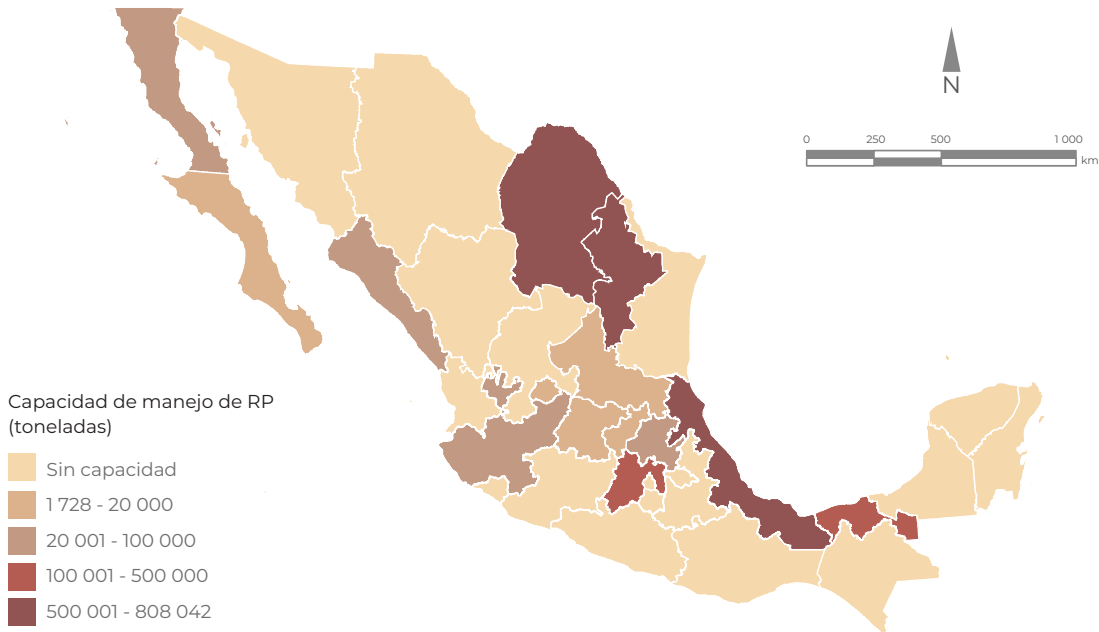 N
0 250 500 1 000
km
Capacidad de manejo de RP
(toneladas)
Sin capacidad
1 728 - 20 000
20 001 - 100 000
100 001 - 500 000
500 001 - 808 042